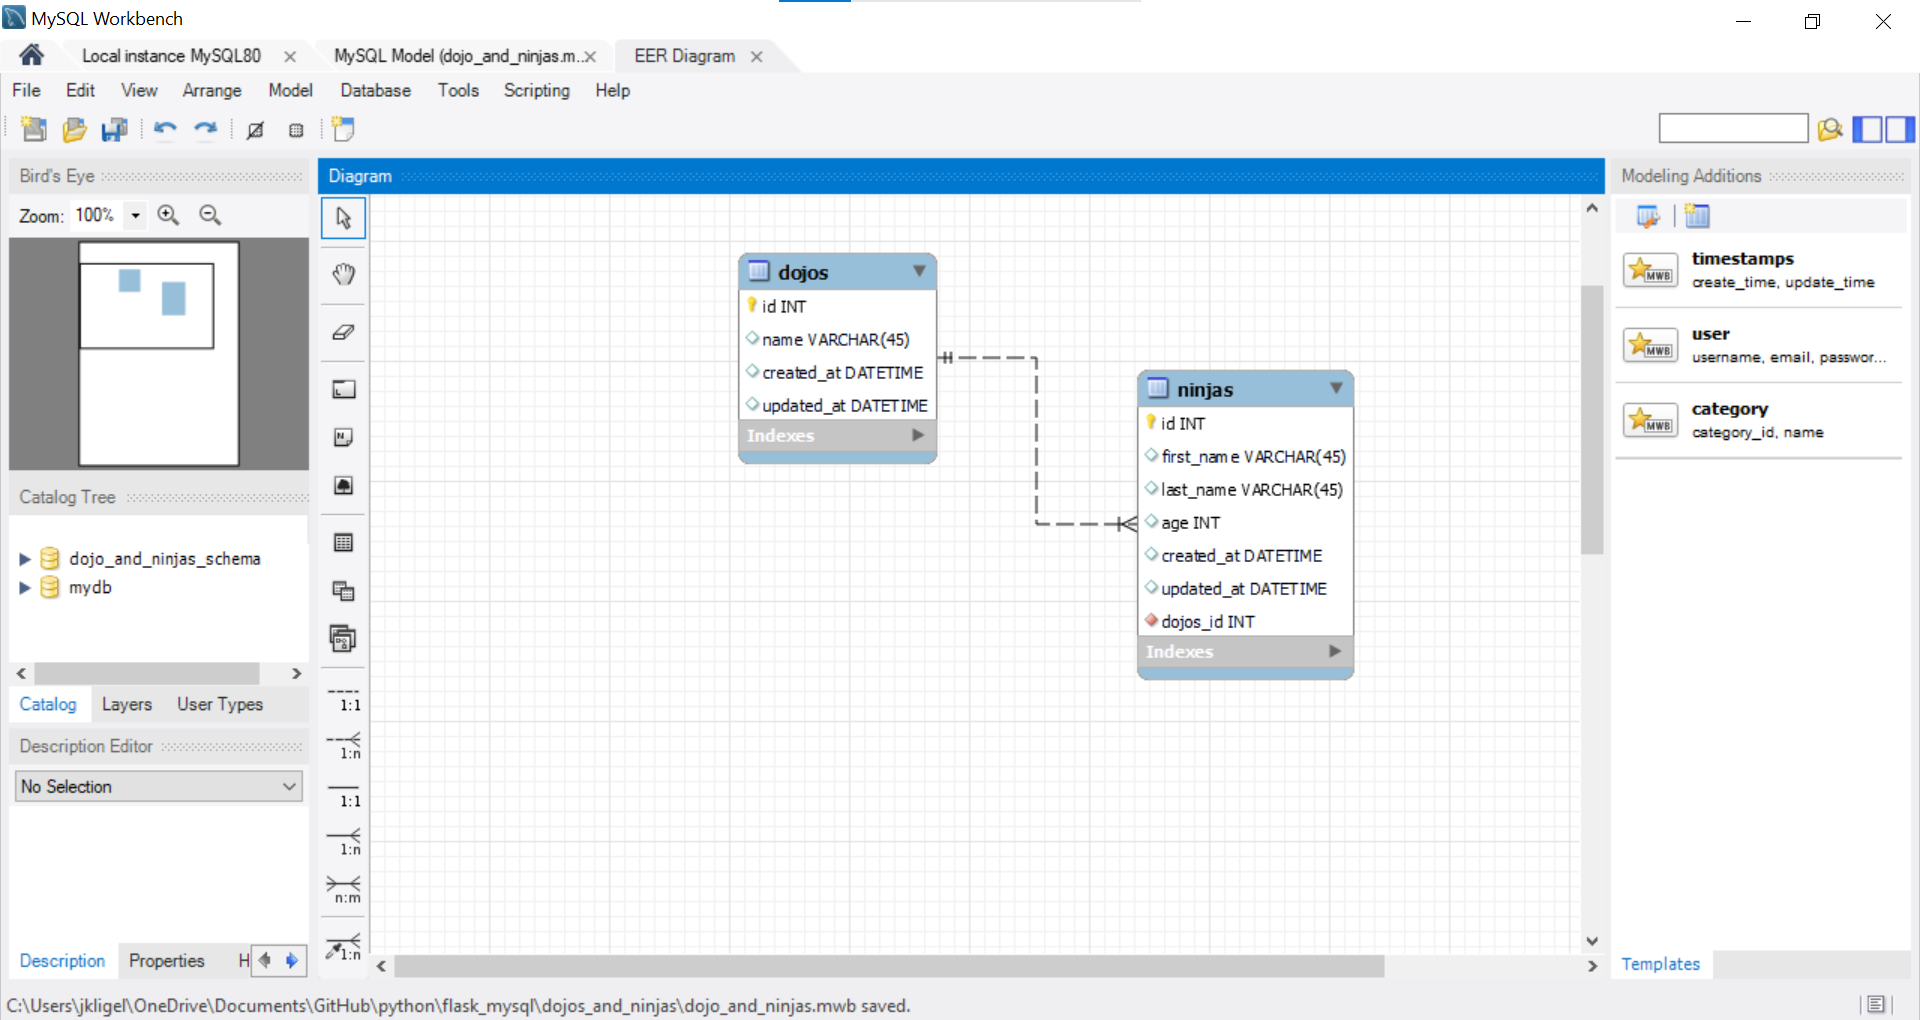 MySQL Workbench
Local instance MySQL80
MySQL Model (dojo_and_ninjas.m..
EER Diagram
File Edit View Arrange Model Database Tools Scripting Help
Bird's Eye
Zoom: 100%
Catalog Tree
dojo_and_ninjas_schema
mydb
Catalog Layers User Types
Description Editor
No Selection
Description Properties H
Diagram
1:1
1:n
1:1
1:n
n:m
1:n
dojos
id INT
name VARCHAR(45)
created_at DATETIME
updated_at DATETIME
Indexes
ninjas
id INT
first_name VARCHAR(45)
last_name VARCHAR(45)
age INT
created_at DATETIME
updated_at DATETIME
dojos_id INT
Indexes
Modeling Additions
MWB
timestamps
create_time, update_time
MWB
user
username, email, passwor...
MWB
category
category_id, name
Templates
C:\Users\jkligel\OneDrive\Documents\GitHub\python\flask_mysql\dojos_and_ninjas\dojo_and_ninjas.mwb saved.